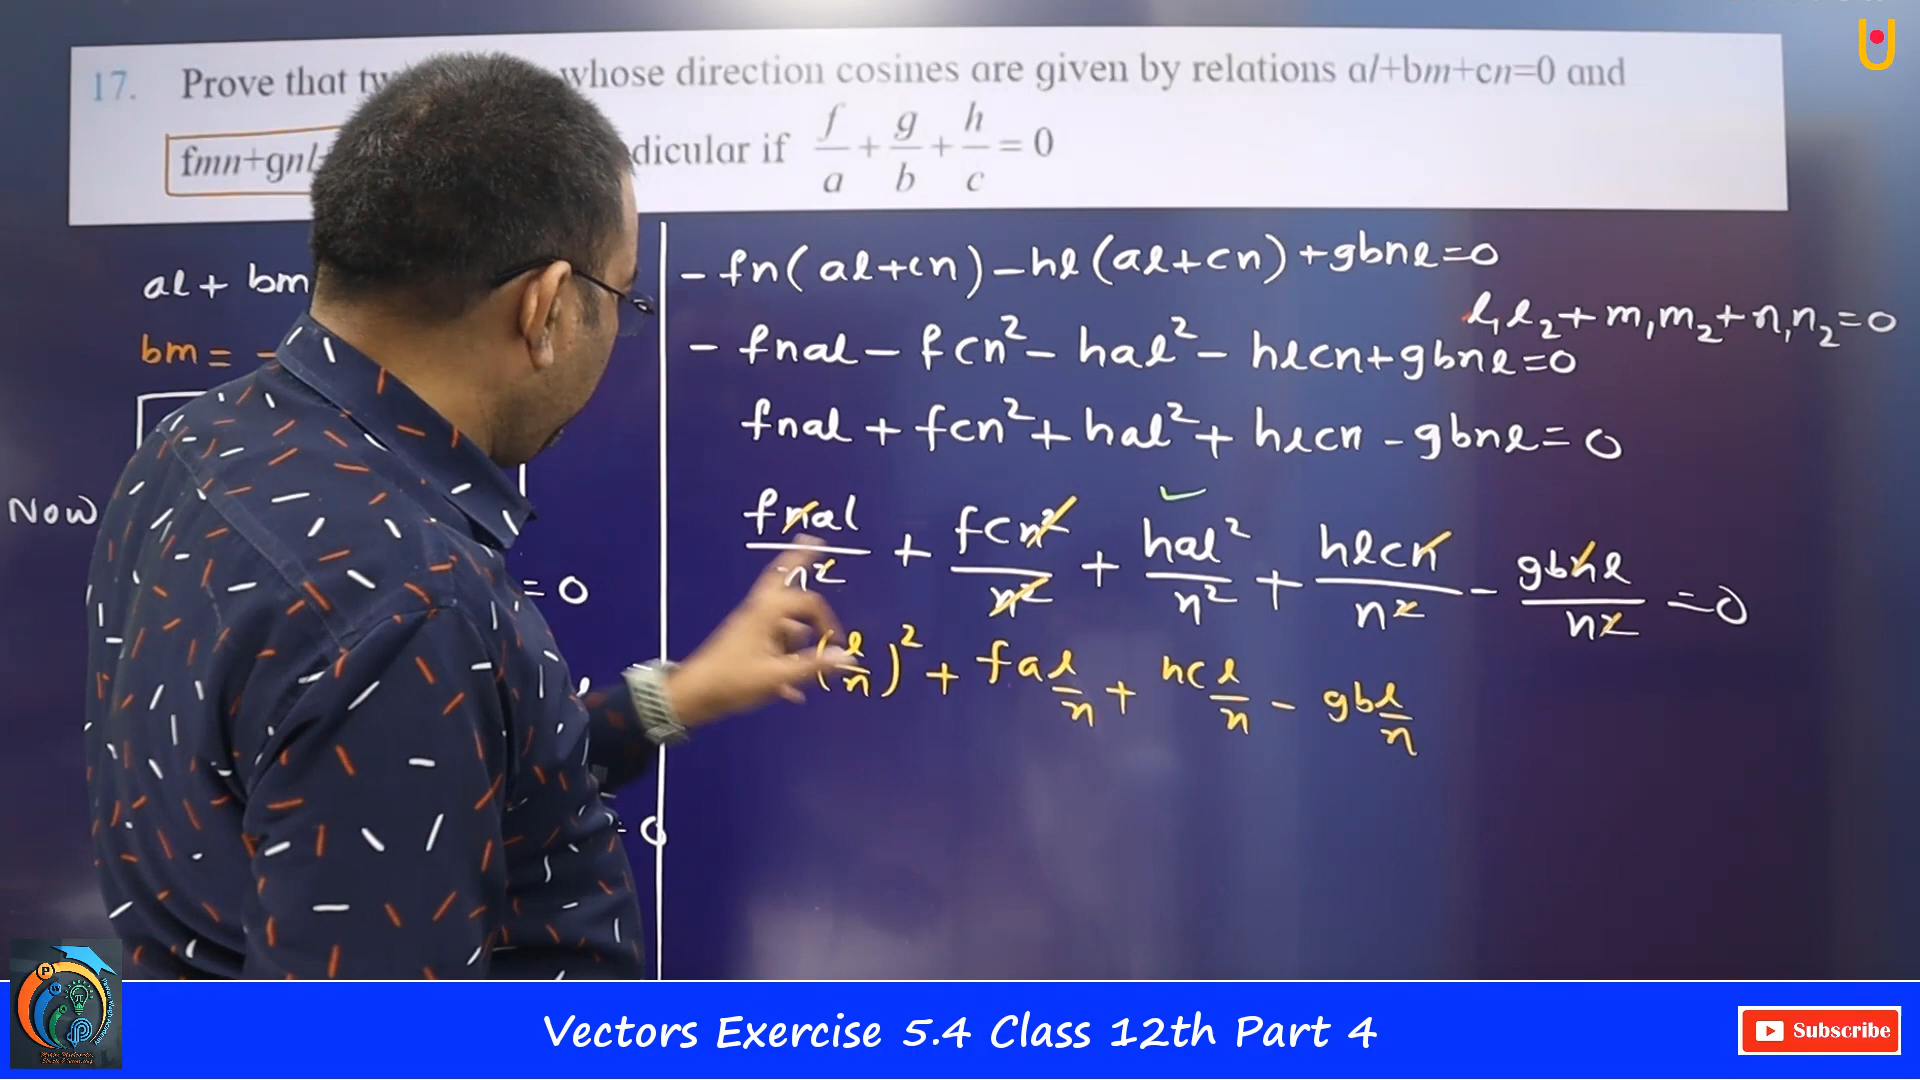 17. Prove that whose direction cosines are given by relations al+bm+cn=0 and
fmn+gnl dicular if f/a + g/b + h/c = 0
al + bm
bm = -
Now
= 0
= 0
- fn(al+cn) - hl(al+cn) + gbnl = 0
l₁l₂ + m₁m₂ + n₁n₂ = 0
- fnal - fcn² - hal² - hlcn + gbnl = 0
fnal + fcn² + hal² + hlcn - gbnl = 0
fnal/n² + fcn²/n² + hal²/n² + hlcn/n² - gbnl/n² = 0
(l/n)² + fa l/n + hc l/n - gb l/n
Vectors Exercise 5.4 Class 12th Part 4
Subscribe